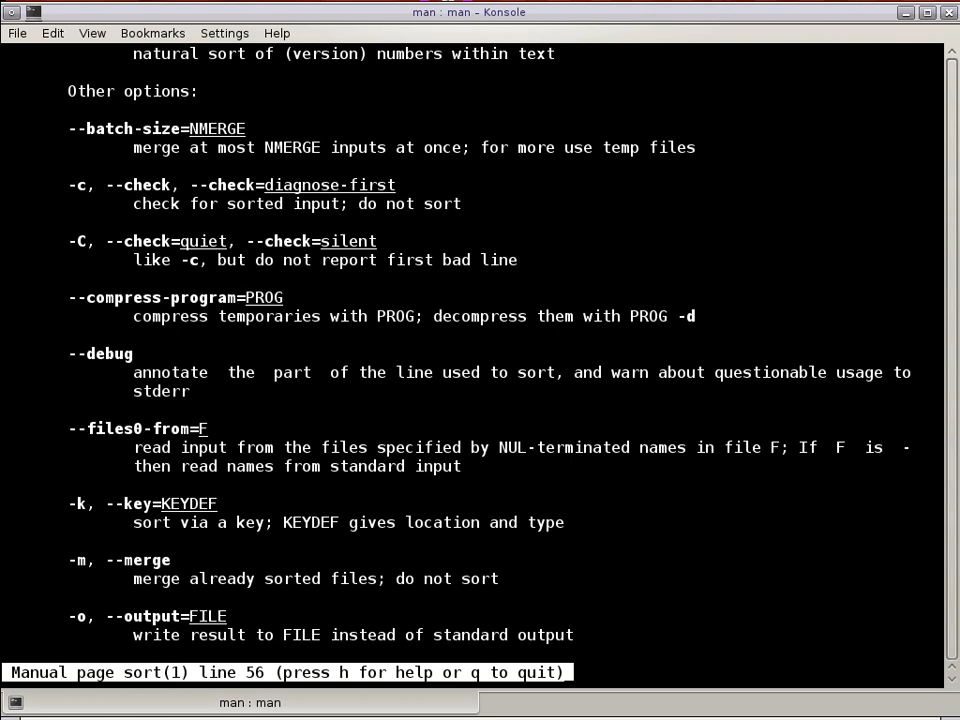 man : man – Konsole
File Edit View Bookmarks Settings Help
natural sort of (version) numbers within text
Other options:
--batch-size=NMERGE
merge at most NMERGE inputs at once; for more use temp files
-c, --check, --check=diagnose-first
check for sorted input; do not sort
-C, --check=quiet, --check=silent
like -c, but do not report first bad line
--compress-program=PROG
compress temporaries with PROG; decompress them with PROG -d
--debug
annotate the part of the line used to sort, and warn about questionable usage to
stderr
--files0-from=F
read input from the files specified by NUL-terminated names in file F; If F is -
then read names from standard input
-k, --key=KEYDEF
sort via a key; KEYDEF gives location and type
-m, --merge
merge already sorted files; do not sort
-o, --output=FILE
write result to FILE instead of standard output
Manual page sort(1) line 56 (press h for help or q to quit)
man : man